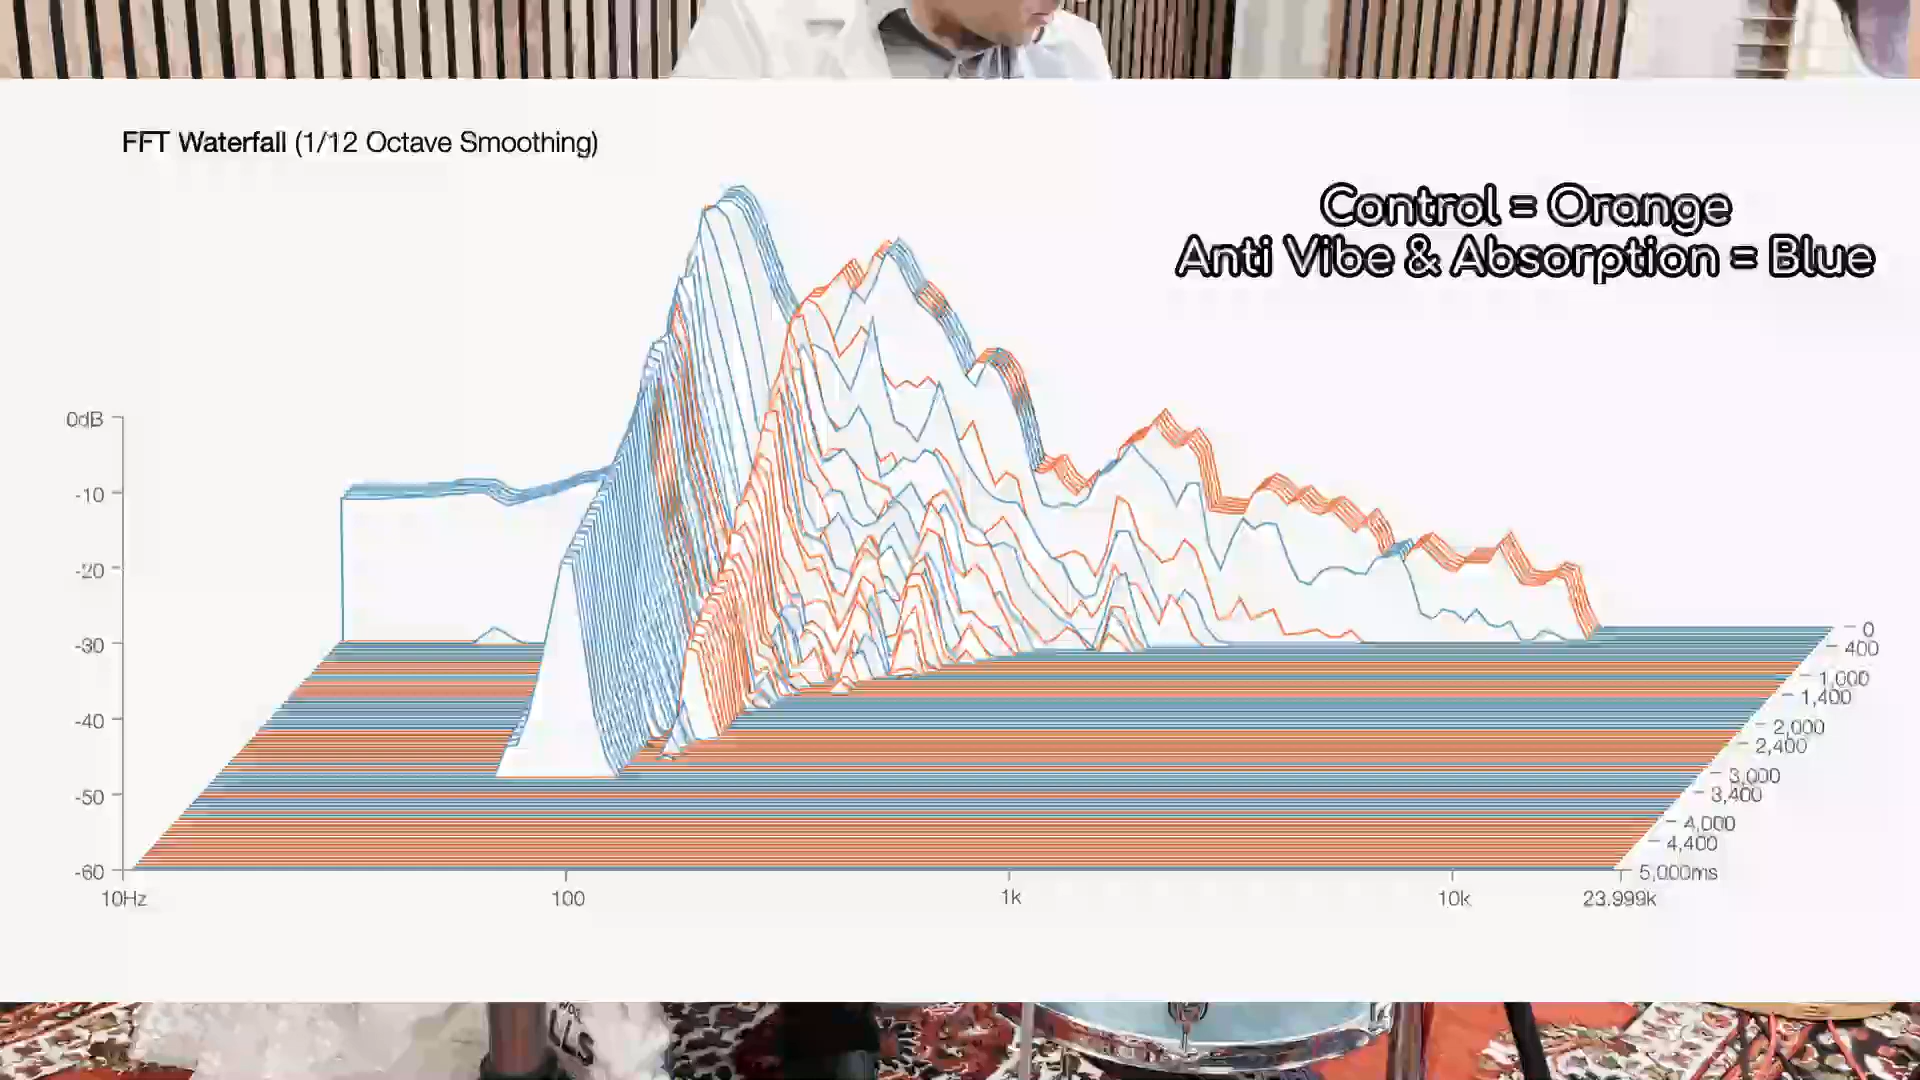 FFT Waterfall (1/12 Octave Smoothing)
Control = Orange
Anti Vibe & Absorption = Blue
0dB
-10
-20
-30
-40
-50
-60
10Hz
100
1k
10k
23.999k
0
400
1,000
1,400
2,000
2,400
3,000
3,400
4,000
4,400
5,000ms